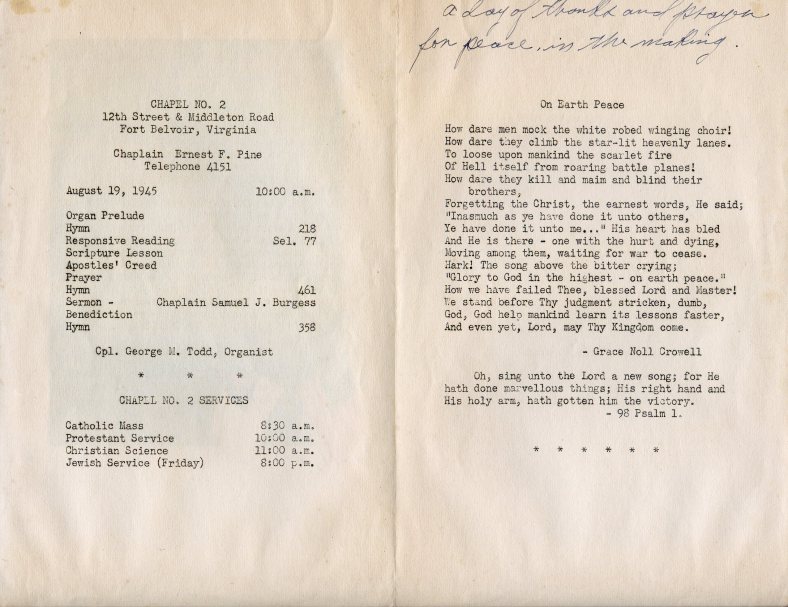 CHAPEL NO. 2
12th Street & Middleton Road
Fort Belvoir, Virginia
Chaplain Ernest F. Pine
Telephone 4151
August 19, 1945 10:00 a.m.
Organ Prelude
Hymn 218
Responsive Reading Sel. 77
Scripture Lesson
Apostles' Creed
Prayer
Hymn 461
Sermon - Chaplain Samuel J. Burgess
Benediction
Hymn 358
Cpl. George M. Todd, Organist
* * *
CHAPEL NO. 2 SERVICES
Catholic Mass 8:30 a.m.
Protestant Service 10:00 a.m.
Christian Science 11:00 a.m.
Jewish Service (Friday) 8:00 p.m.
a day of thanks and prayer
for peace, in the making.
On Earth Peace
How dare men mock the white robed winging choir!
How dare they climb the star-lit heavenly lanes.
To loose upon mankind the scarlet fire
Of Hell itself from roaring battle planes!
How dare they kill and maim and blind their
brothers,
Forgetting the Christ, the earnest words, He said;
"Inasmuch as ye have done it unto others,
Ye have done it unto me..." His heart has bled
And He is there - one with the hurt and dying,
Moving among them, waiting for war to cease.
Hark! The song above the bitter crying;
"Glory to God in the highest - on earth peace."
How we have failed Thee, blessed Lord and Master!
We stand before Thy judgment stricken, dumb,
God, God help mankind learn its lessons faster,
And even yet, Lord, may Thy Kingdom come.
- Grace Noll Crowell
Oh, sing unto the Lord a new song; for He
hath done marvellous things; His right hand and
His holy arm, hath gotten him the victory.
- 98 Psalm 1.
* * * * * *